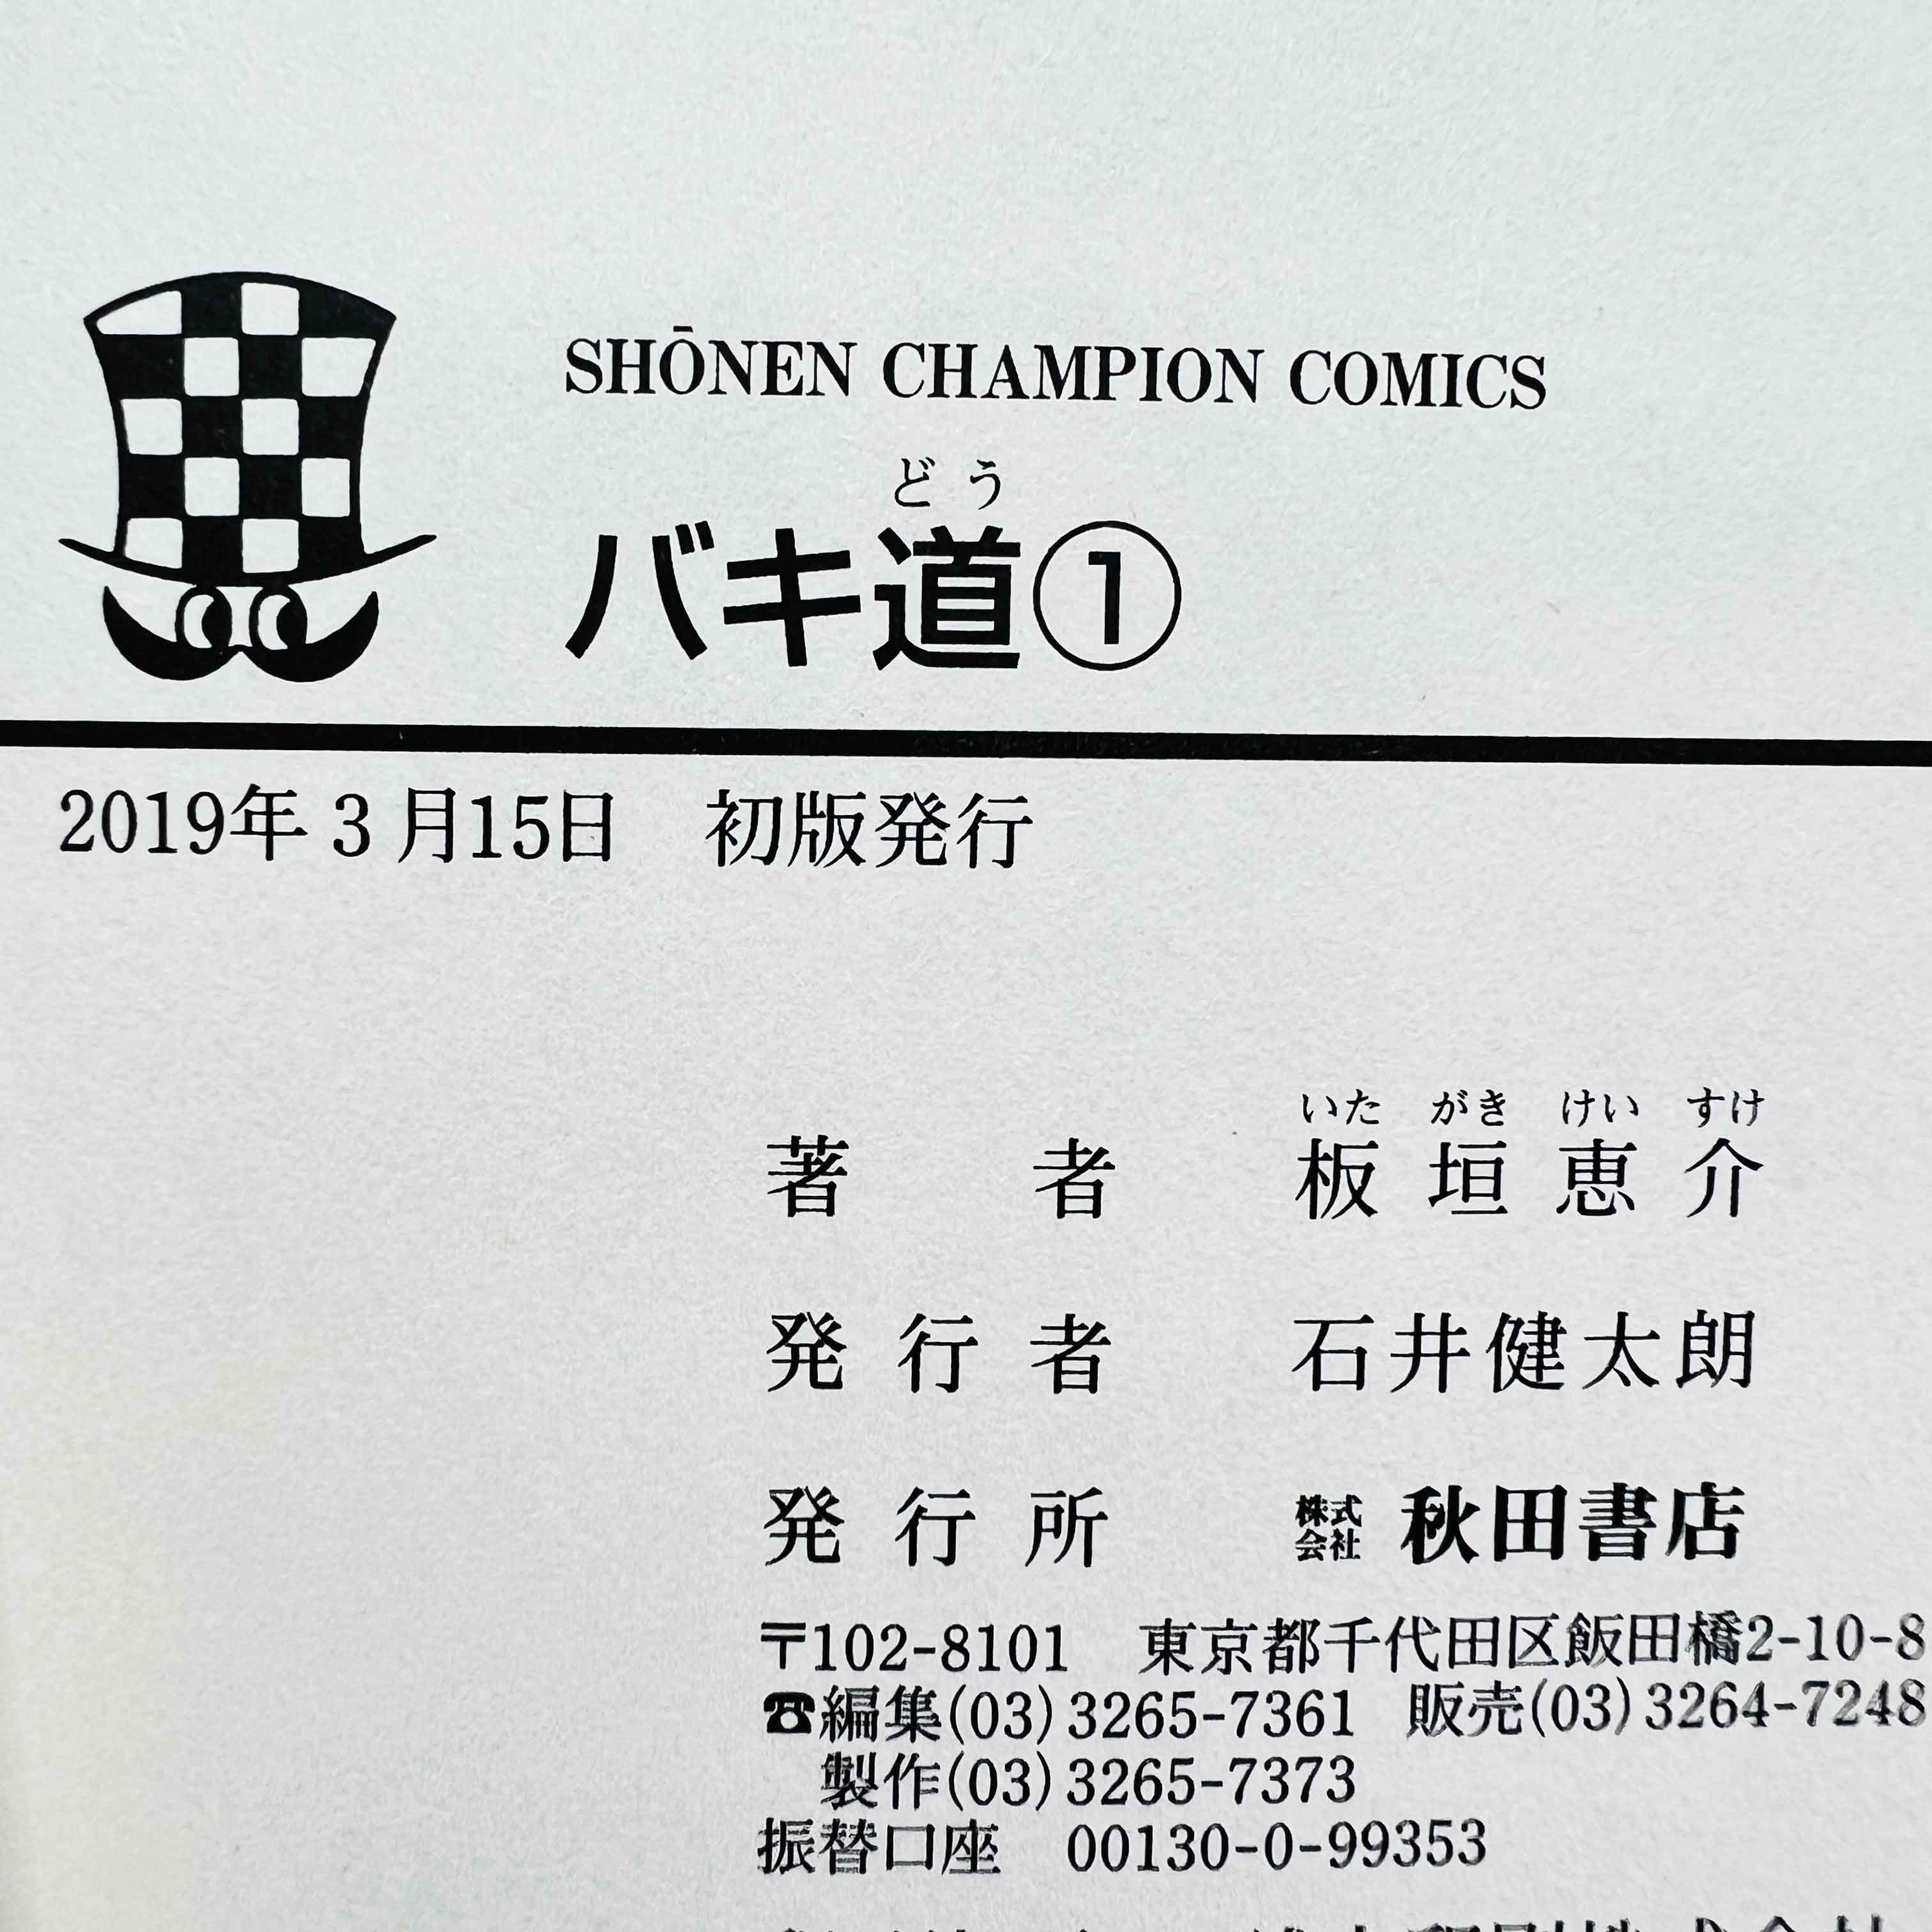 SHŌNEN CHAMPION COMICS
どう
バキ道①
2019年3月15日 初版発行
いた がき けい すけ
著者 板垣恵介
発行者 石井健太朗
発行所 株式会社 秋田書店
〒102-8101 東京都千代田区飯田橋2-10-8
☎編集(03)3265-7361 販売(03)3264-7248
製作(03)3265-7373
振替口座 00130-0-99353